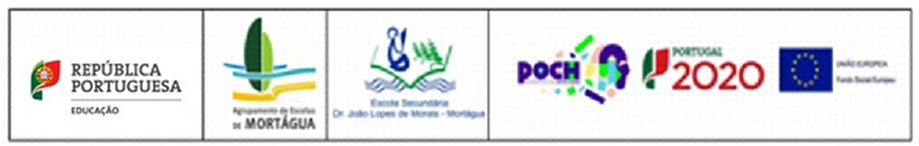 REPÚBLICA
PORTUGUESA
EDUCAÇÃO
Agrupamento de Escolas
DE MORTÁGUA
Escola Secundária
Dr. João Lopes de Morais - Mortágua
POCH
PORTUGAL
2020
UNIÃO EUROPEIA
Fundo Social Europeu